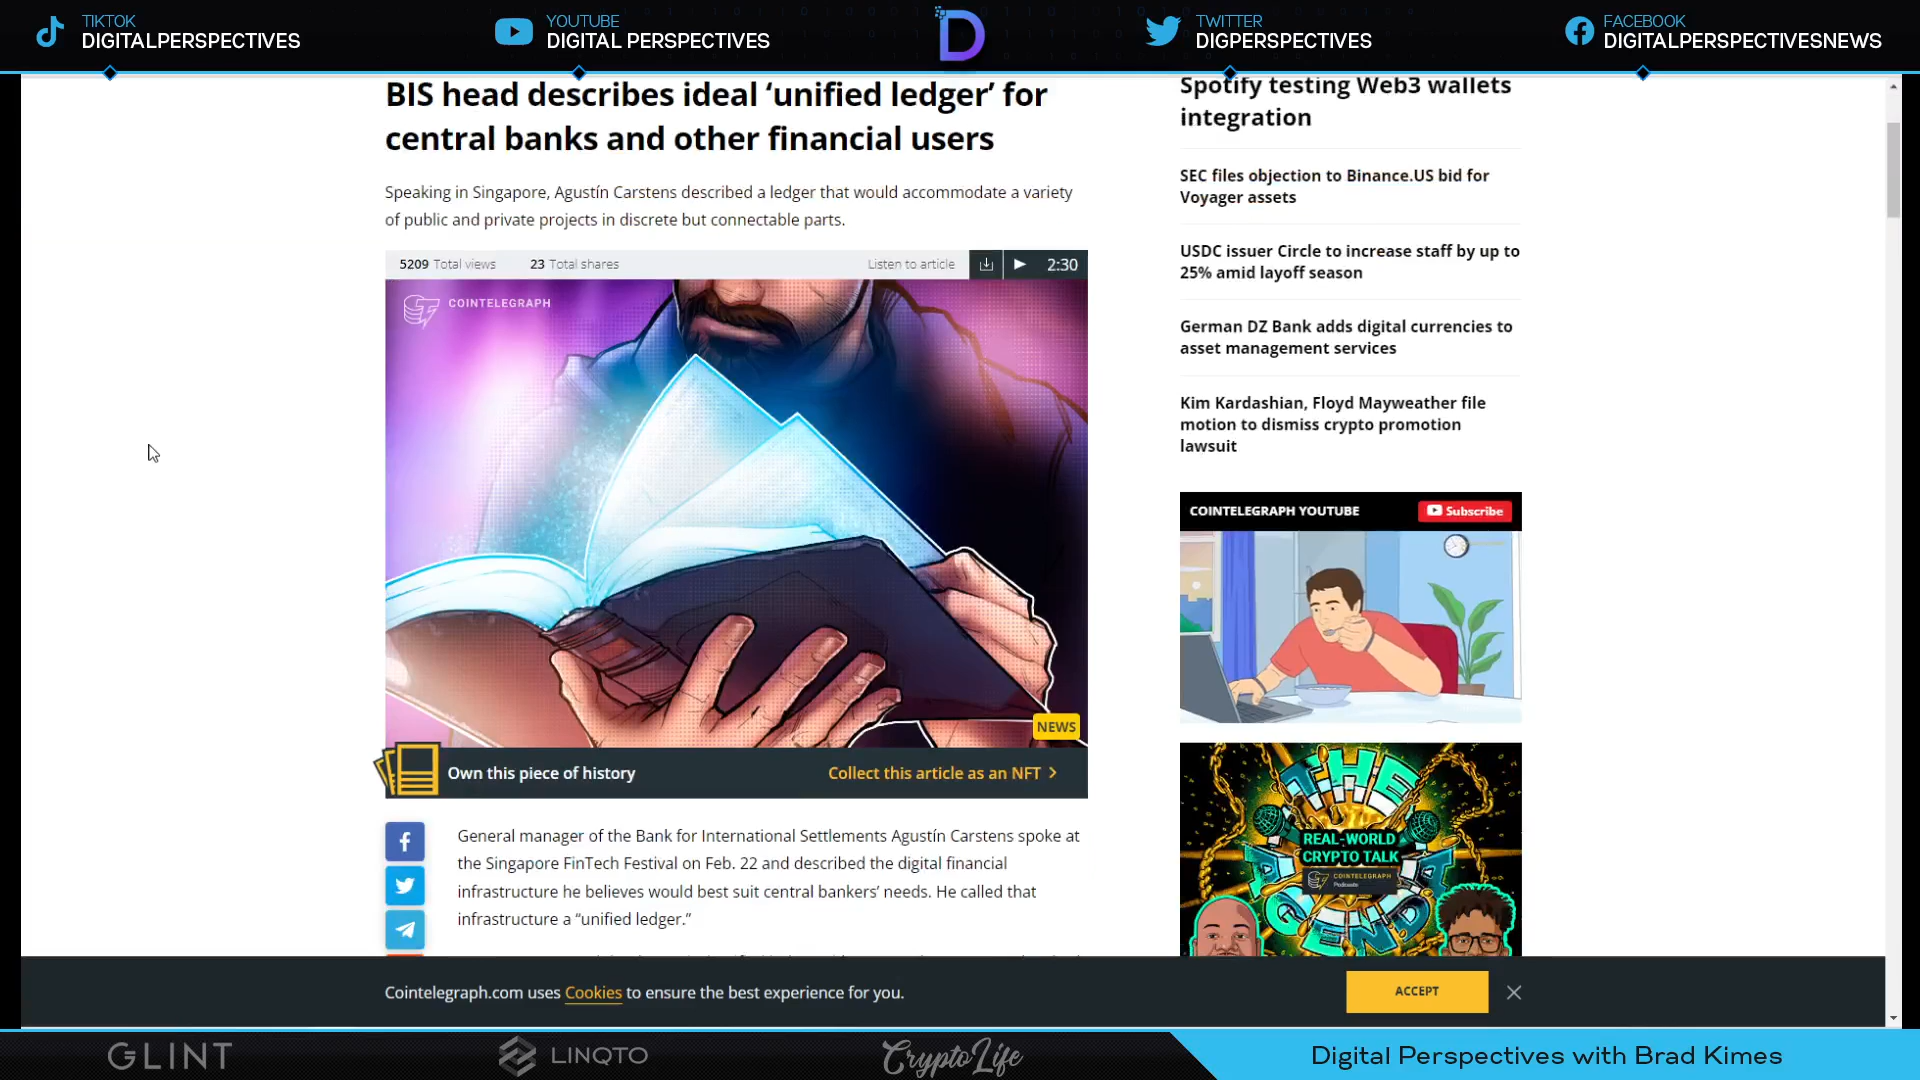 TIKTOK
DIGITALPERSPECTIVES
YOUTUBE
DIGITAL PERSPECTIVES
D
TWITTER
DIGPERSPECTIVES
FACEBOOK
DIGITALPERSPECTIVESNEWS
BIS head describes ideal ‘unified ledger’ for
central banks and other financial users
Speaking in Singapore, Agustín Carstens described a ledger that would accommodate a variety
of public and private projects in discrete but connectable parts.
5209 Total views 23 Total shares Listen to article 2:30
COINTELEGRAPH
NEWS
Own this piece of history Collect this article as an NFT >
General manager of the Bank for International Settlements Agustín Carstens spoke at
the Singapore FinTech Festival on Feb. 22 and described the digital financial
infrastructure he believes would best suit central bankers’ needs. He called that
infrastructure a “unified ledger.”
Spotify testing Web3 wallets
integration
SEC files objection to Binance.US bid for
Voyager assets
USDC issuer Circle to increase staff by up to
25% amid layoff season
German DZ Bank adds digital currencies to
asset management services
Kim Kardashian, Floyd Mayweather file
motion to dismiss crypto promotion
lawsuit
COINTELEGRAPH YOUTUBE Subscribe
THE
REAL-WORLD
CRYPTO TALK
COINTELEGRAPH
Podcasts
AGENDA
Cointelegraph.com uses Cookies to ensure the best experience for you.
ACCEPT
GLINT
LINQTO
CryptoLife
Digital Perspectives with Brad Kimes